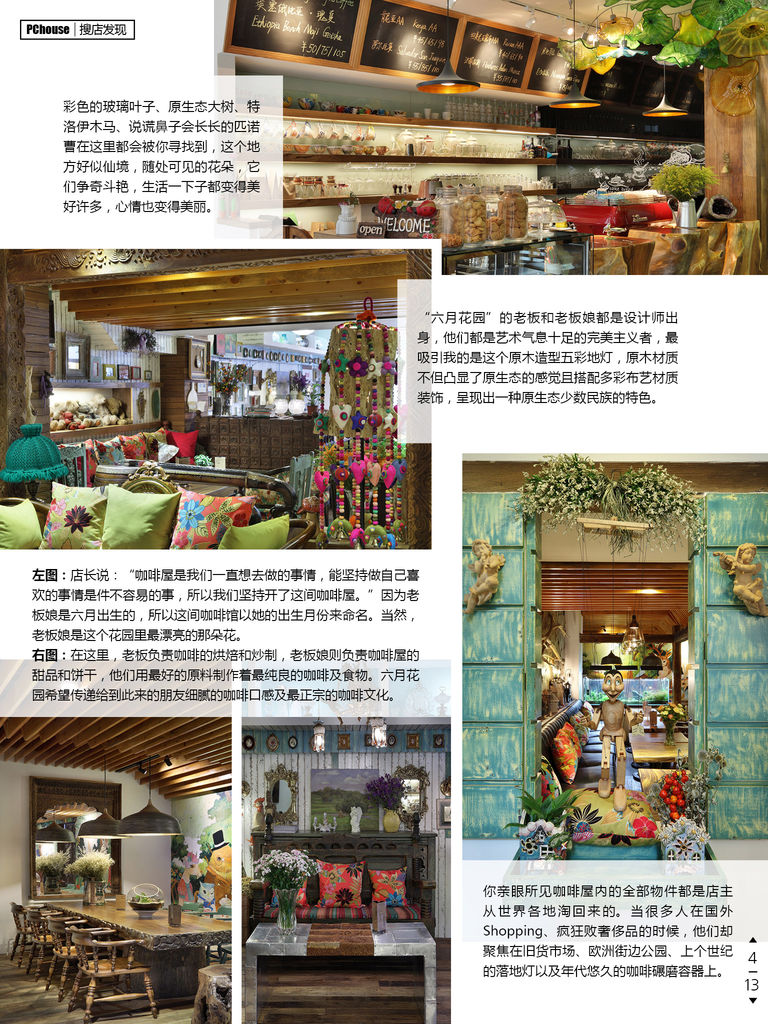 PChouse 搜店发现
Ethiopia Benti Neji Geisha
￥50/75/105
Kenya AA
彩色的玻璃叶子、原生态大树、特
洛伊木马、说谎鼻子会长长的匹诺
曹在这里都会被你寻找到，这个地
方好似仙境，随处可见的花朵，它
们争奇斗艳，生活一下子都变得美
好许多，心情也变得美丽。
open WELCOME
“六月花园”的老板和老板娘都是设计师出
身，他们都是艺术气息十足的完美主义者，最
吸引我的是这个原木造型五彩地灯，原木材质
不但凸显了原生态的感觉且搭配多彩布艺材质
装饰，呈现出一种原生态少数民族的特色。
左图：店长说：“咖啡屋是我们一直想去做的事情，能坚持做自己喜
欢的事情是件不容易的事，所以我们坚持开了这间咖啡屋。”因为老
板娘是六月出生的，所以这间咖啡馆以她的出生月份来命名。当然，
老板娘是这个花园里最漂亮的那朵花。
右图：在这里，老板负责咖啡的烘焙和炒制，老板娘则负责咖啡屋的
甜品和饼干，他们用最好的原料制作着最纯良的咖啡及食物。六月花
园希望传递给到此来的朋友细腻的咖啡口感及最正宗的咖啡文化。
你亲眼所见咖啡屋内的全部物件都是店主
从世界各地淘回来的。当很多人在国外
Shopping、疯狂败奢侈品的时候，他们却
聚焦在旧货市场、欧洲街边公园、上个世纪
的落地灯以及年代悠久的咖啡碾磨容器上。
4
13